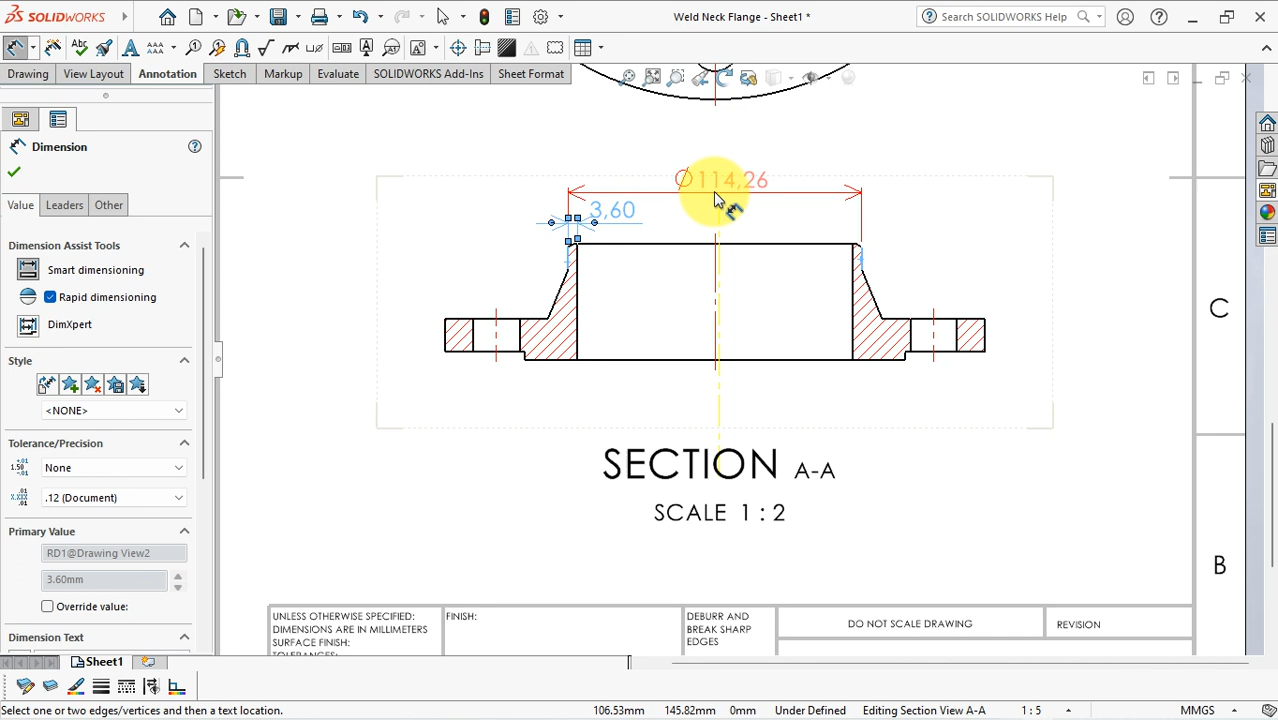 SOLIDWORKS
Weld Neck Flange - Sheet1 *
Search SOLIDWORKS Help
Drawing
View Layout
Annotation
Sketch
Markup
Evaluate
SOLIDWORKS Add-Ins
Sheet Format
Dimension
Value
Leaders
Other
Dimension Assist Tools
Smart dimensioning
Rapid dimensioning
DimXpert
Style
<NONE>
Tolerance/Precision
None
.12 (Document)
Primary Value
RD1@Drawing View2
3.60mm
Override value:
Dimension Text
∅114,26
3,60
SECTION A-A
SCALE 1 : 2
C
B
UNLESS OTHERWISE SPECIFIED:
DIMENSIONS ARE IN MILLIMETERS
SURFACE FINISH:
TOLERANCES:
FINISH:
DEBURR AND
BREAK SHARP
EDGES
DO NOT SCALE DRAWING
REVISION
Sheet1
Select one or two edges/vertices and then a text location.
106.53mm
145.82mm
0mm
Under Defined
Editing Section View A-A
1 : 5
MMGS